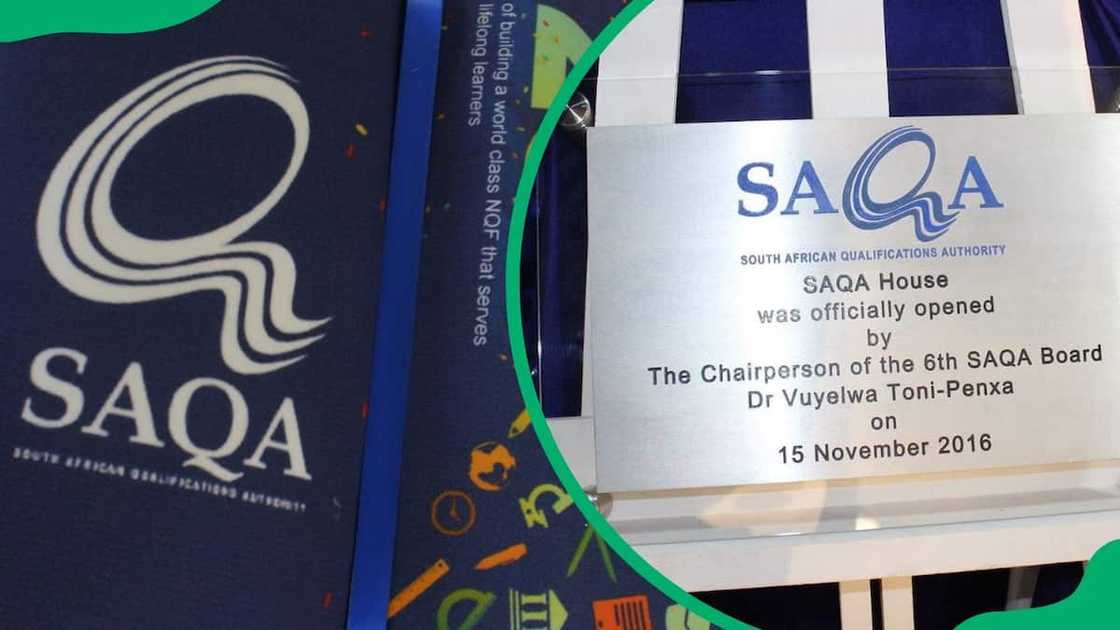 SAQA
SOUTH AFRICAN QUALIFICATIONS AUTHORITY
of building a world class NQF that serves
lifelong learners
SAQA
SOUTH AFRICAN QUALIFICATIONS AUTHORITY
SAQA House
was officially opened
by
The Chairperson of the 6th SAQA Board
Dr Vuyelwa Toni-Penxa
on
15 November 2016